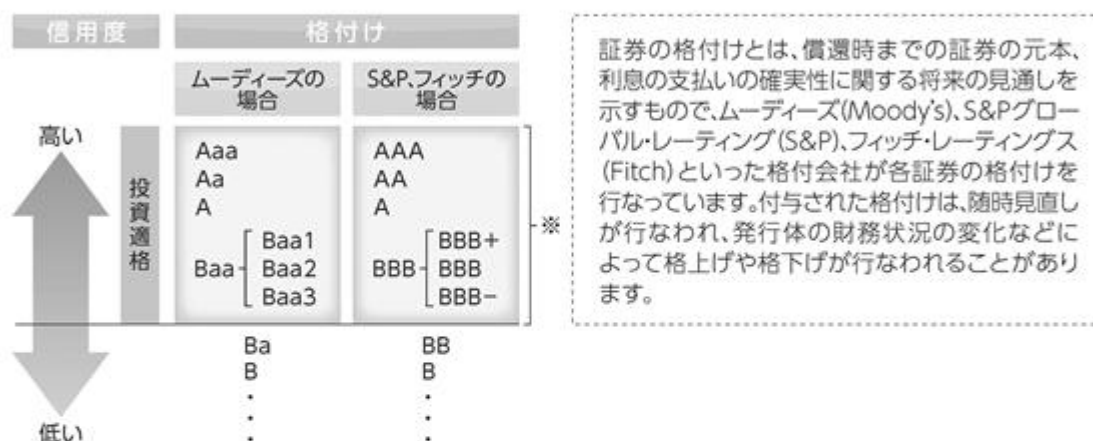 信用度
格付け
ムーディーズの
場合
S&P、フィッチの
場合
高い
投資適格
Aaa
Aa
A
Baa
Baa1
Baa2
Baa3
AAA
AA
A
BBB
BBB+
BBB
BBB−
※
Ba
B
・
・
・
BB
B
・
・
・
低い
証券の格付けとは、償還時までの証券の元本、
利息の支払いの確実性に関する将来の見通しを
示すもので、ムーディーズ(Moody's)、S&Pグロー
バル・レーティング(S&P)、フィッチ・レーティングス
(Fitch)といった格付会社が各証券の格付けを
行なっています。付与された格付けは、随時見直し
が行なわれ、発行体の財務状況の変化などに
よって格上げや格下げが行なわれることがあり
ます。